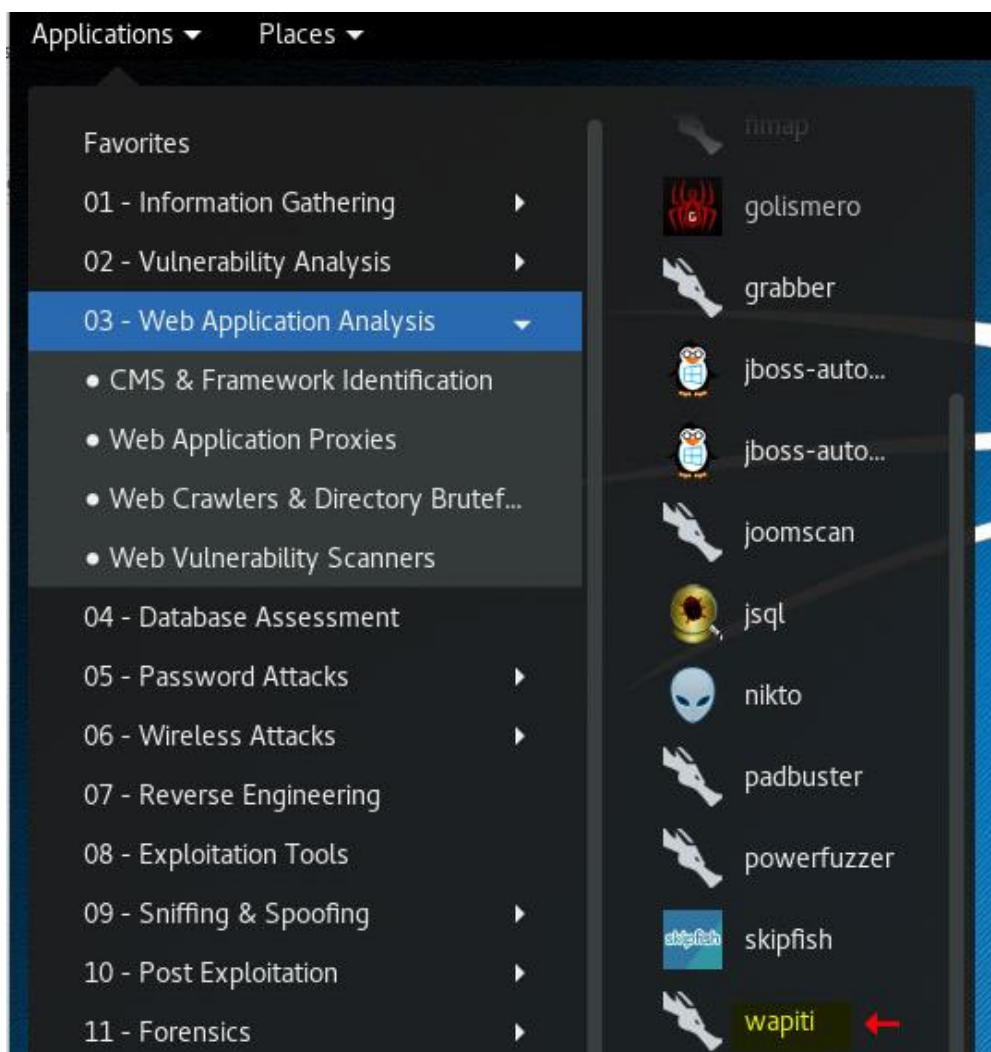 Applications Places
Favorites
01 - Information Gathering
02 - Vulnerability Analysis
03 - Web Application Analysis
• CMS & Framework Identification
• Web Application Proxies
• Web Crawlers & Directory Brutef...
• Web Vulnerability Scanners
04 - Database Assessment
05 - Password Attacks
06 - Wireless Attacks
07 - Reverse Engineering
08 - Exploitation Tools
09 - Sniffing & Spoofing
10 - Post Exploitation
11 - Forensics
fimap
golismero
G
grabber
jboss-auto...
jboss-auto...
joomscan
jsql
nikto
padbuster
powerfuzzer
skipfish
skipfish
wapiti